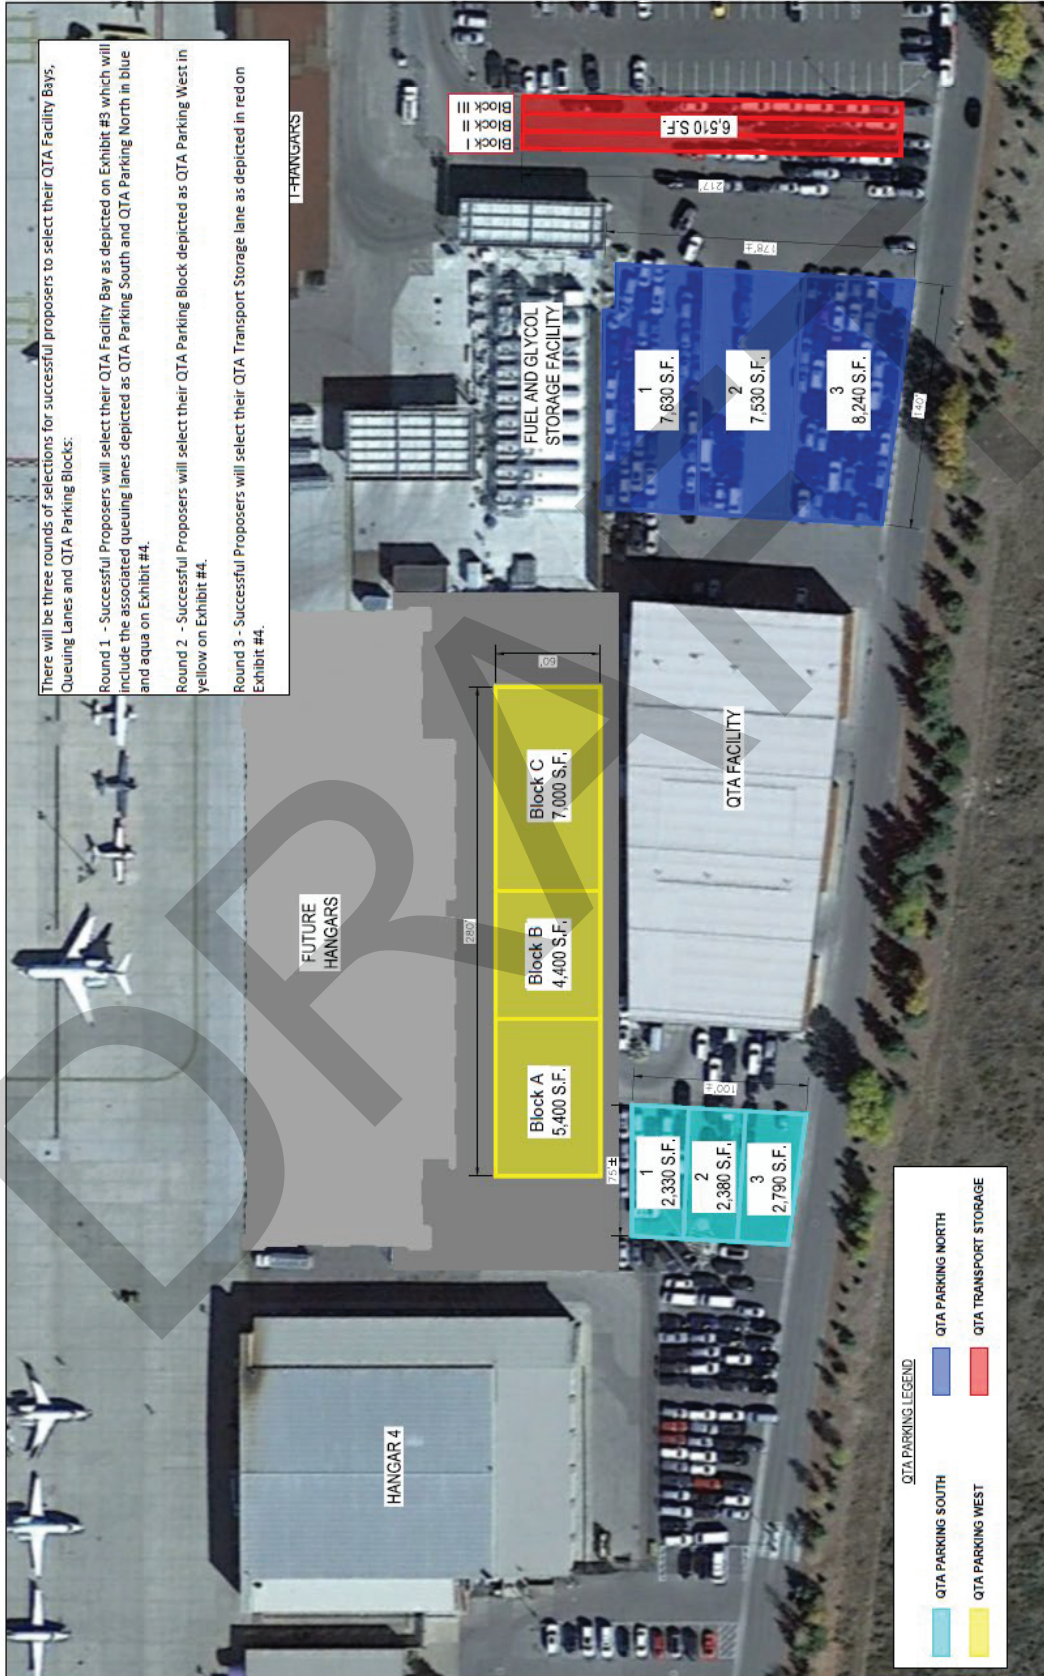 There will be three rounds of selections for successful proposers to select their QTA Facility Bays,
Queuing Lanes and QTA Parking Blocks:
Round 1 - Successful Proposers will select their QTA Facility Bay as depicted on Exhibit #3 which will
include the associated queuing lanes depicted as QTA Parking South and QTA Parking North in blue
and aqua on Exhibit #4.
Round 2 - Successful Proposers will select their QTA Parking Block depicted as QTA Parking West in
yellow on Exhibit #4.
Round 3 - Successful Proposers will select their QTA Transport Storage lane as depicted in red on
Exhibit #4.
T-HANGARS
Block I
Block II
Block III
6,510 S.F.
217'
178'±
140'
FUEL AND GLYCOL
STORAGE FACILITY
1
7,630 S.F.
2
7,530 S.F.
3
8,240 S.F.
FUTURE
HANGARS
280'
60'
Block A
5,400 S.F.
Block B
4,400 S.F.
Block C
7,000 S.F.
QTA FACILITY
75'±
100'±
1
2,330 S.F.
2
2,380 S.F.
3
2,790 S.F.
HANGAR 4
QTA PARKING LEGEND
QTA PARKING SOUTH
QTA PARKING NORTH
QTA PARKING WEST
QTA TRANSPORT STORAGE
DRAFT